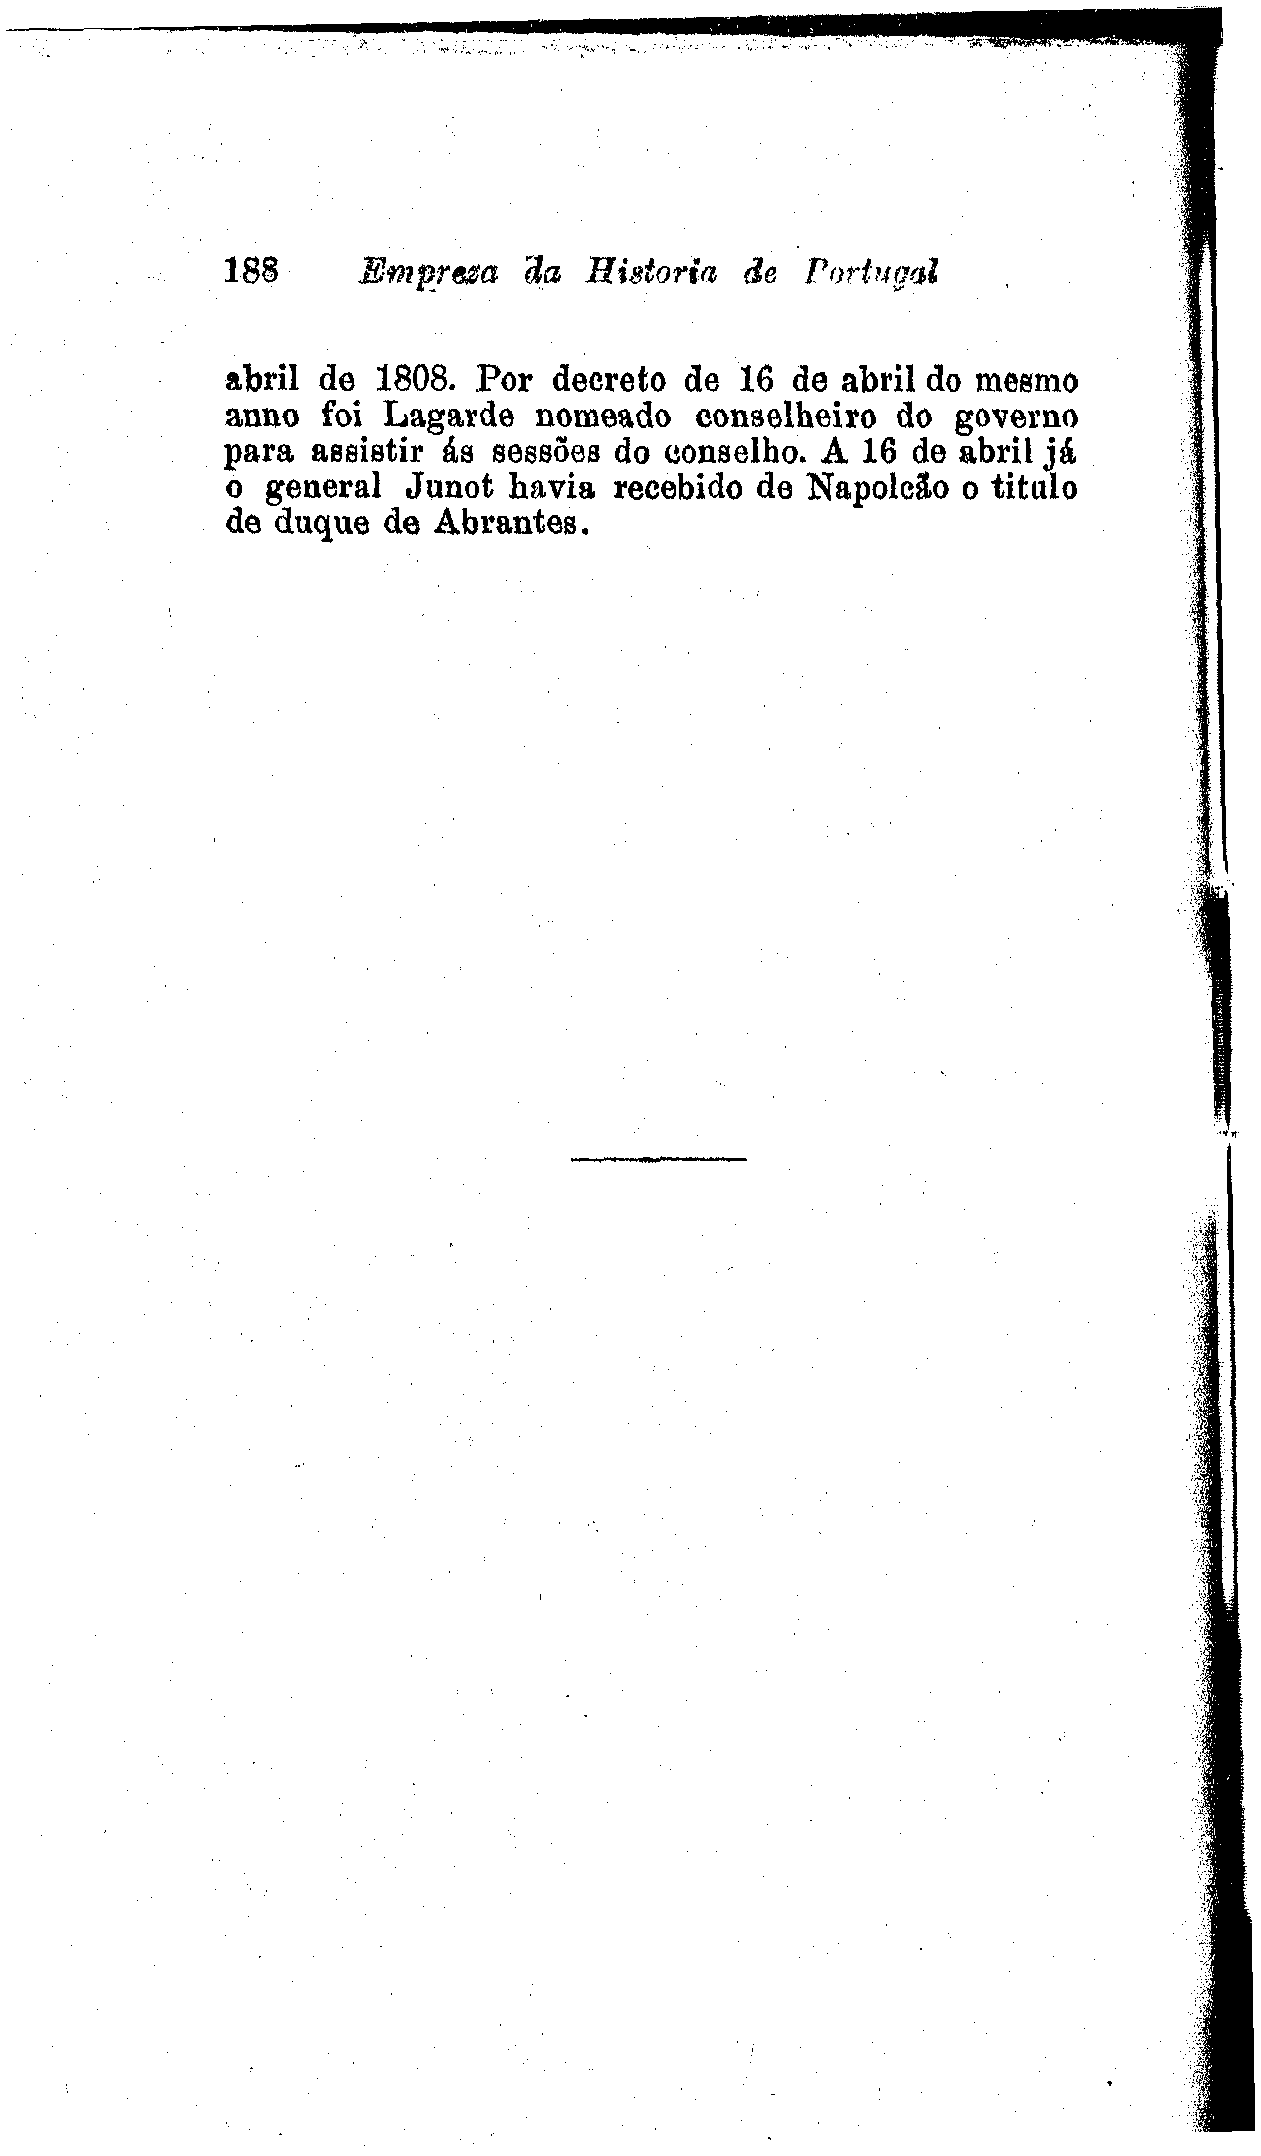 188 Empreza da Historia de Portugal
abril de 1808. Por decreto de 16 de abril do mesmo
anno foi Lagarde nomeado conselheiro do governo
para assistir ás sessões do conselho. A 16 de abril já
o general Junot havia recebido de Napoleão o titulo
de duque de Abrantes.